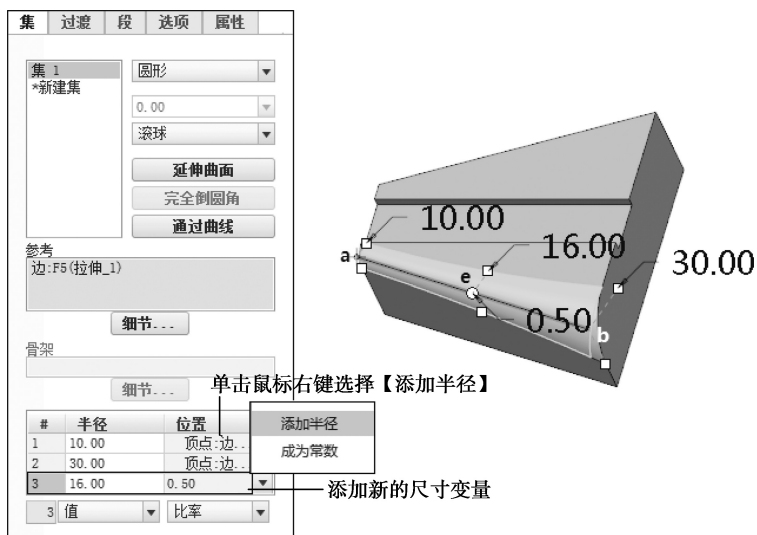 集 过渡 段 选项 属性
集 1
*新建集
圆形
0.00
滚球
延伸曲面
完全倒圆角
通过曲线
参考
边:F5(拉伸_1)
细节...
骨架
细节...
单击鼠标右键选择【添加半径】
# 半径 位置
1 10.00 顶点:边..
2 30.00 顶点:边..
3 16.00 0.50
3 值 比率
添加半径
成为常数
添加新的尺寸变量
10.00
16.00
30.00
0.50
a
e
b